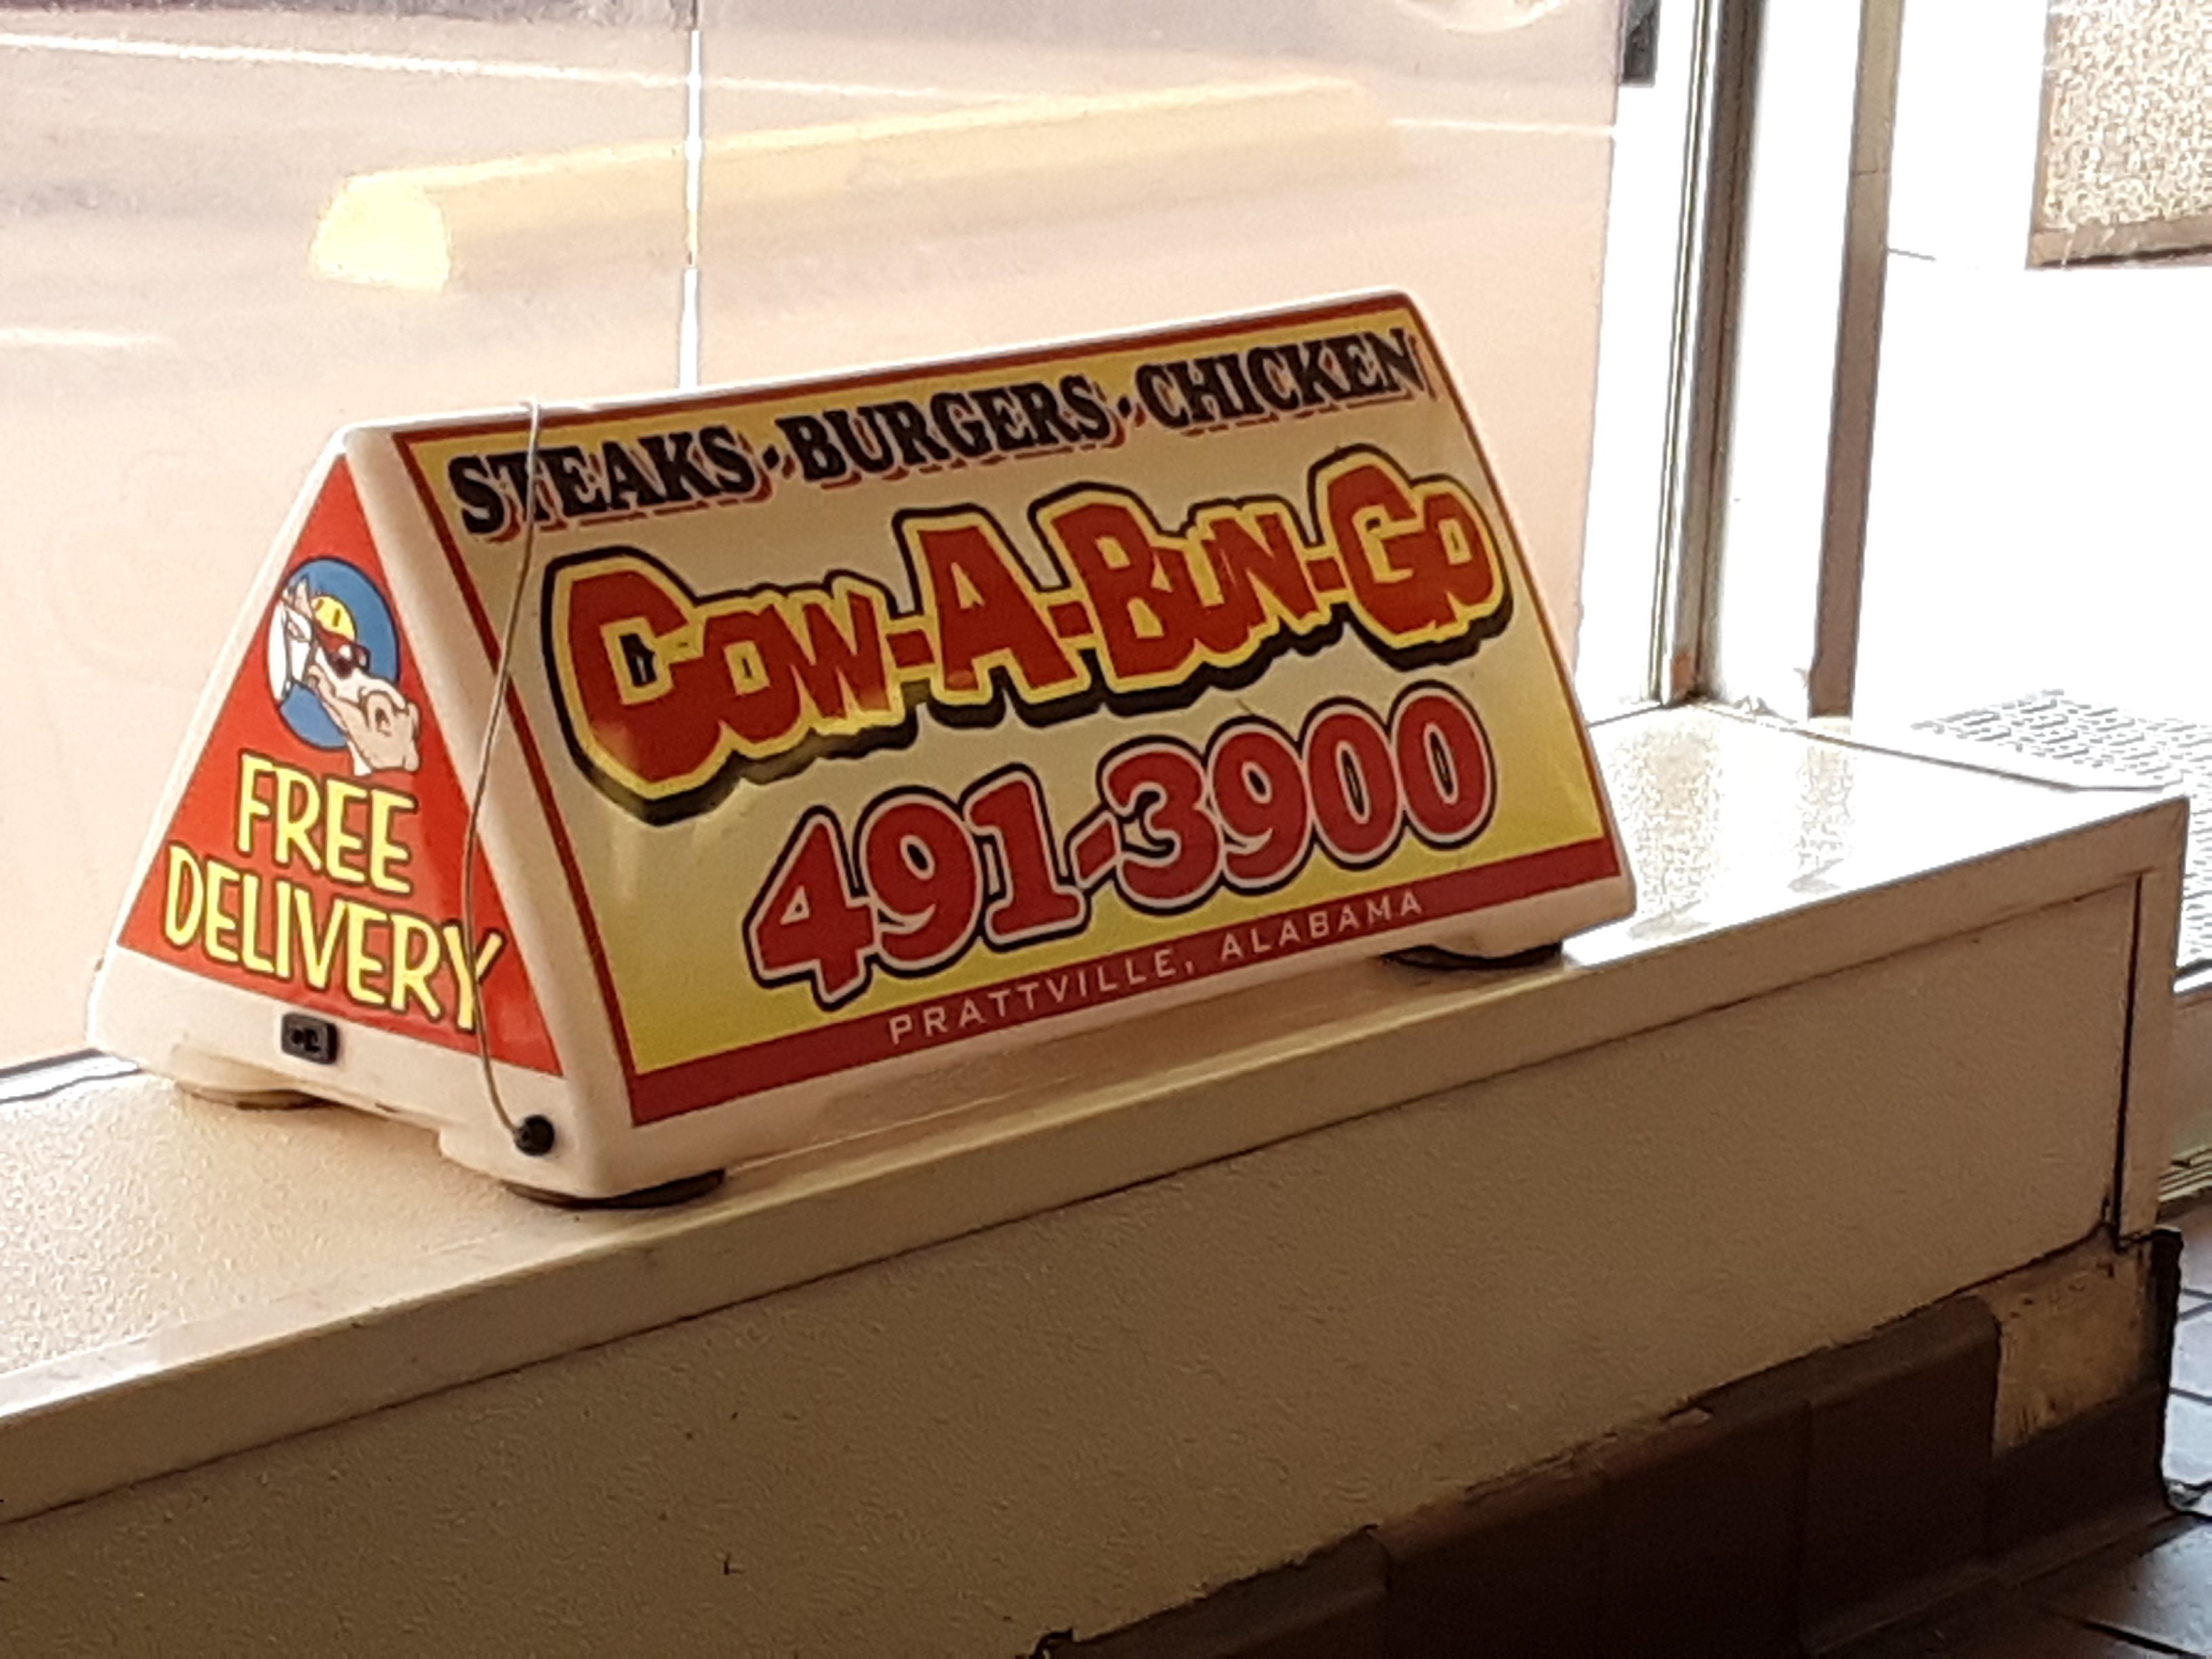 STEAKS · BURGERS · CHICKEN
COW-A-BUN-GO
491-3900
PRATTVILLE, ALABAMA
FREE
DELIVERY